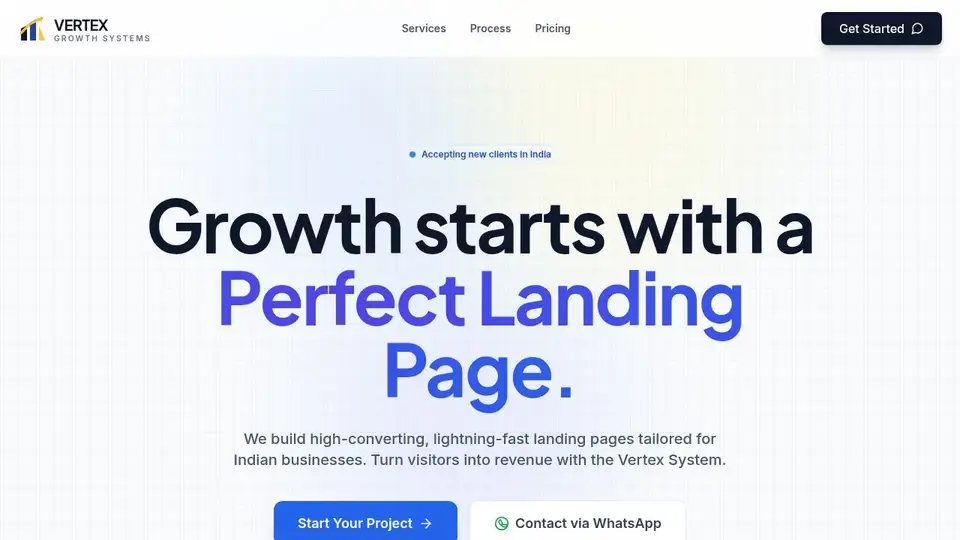 VERTEX
GROWTH SYSTEMS
Services
Process
Pricing
Get Started
Accepting new clients in India
Growth starts with a
Perfect Landing
Page.
We build high-converting, lightning-fast landing pages tailored for
Indian businesses. Turn visitors into revenue with the Vertex System.
Start Your Project
Contact via WhatsApp